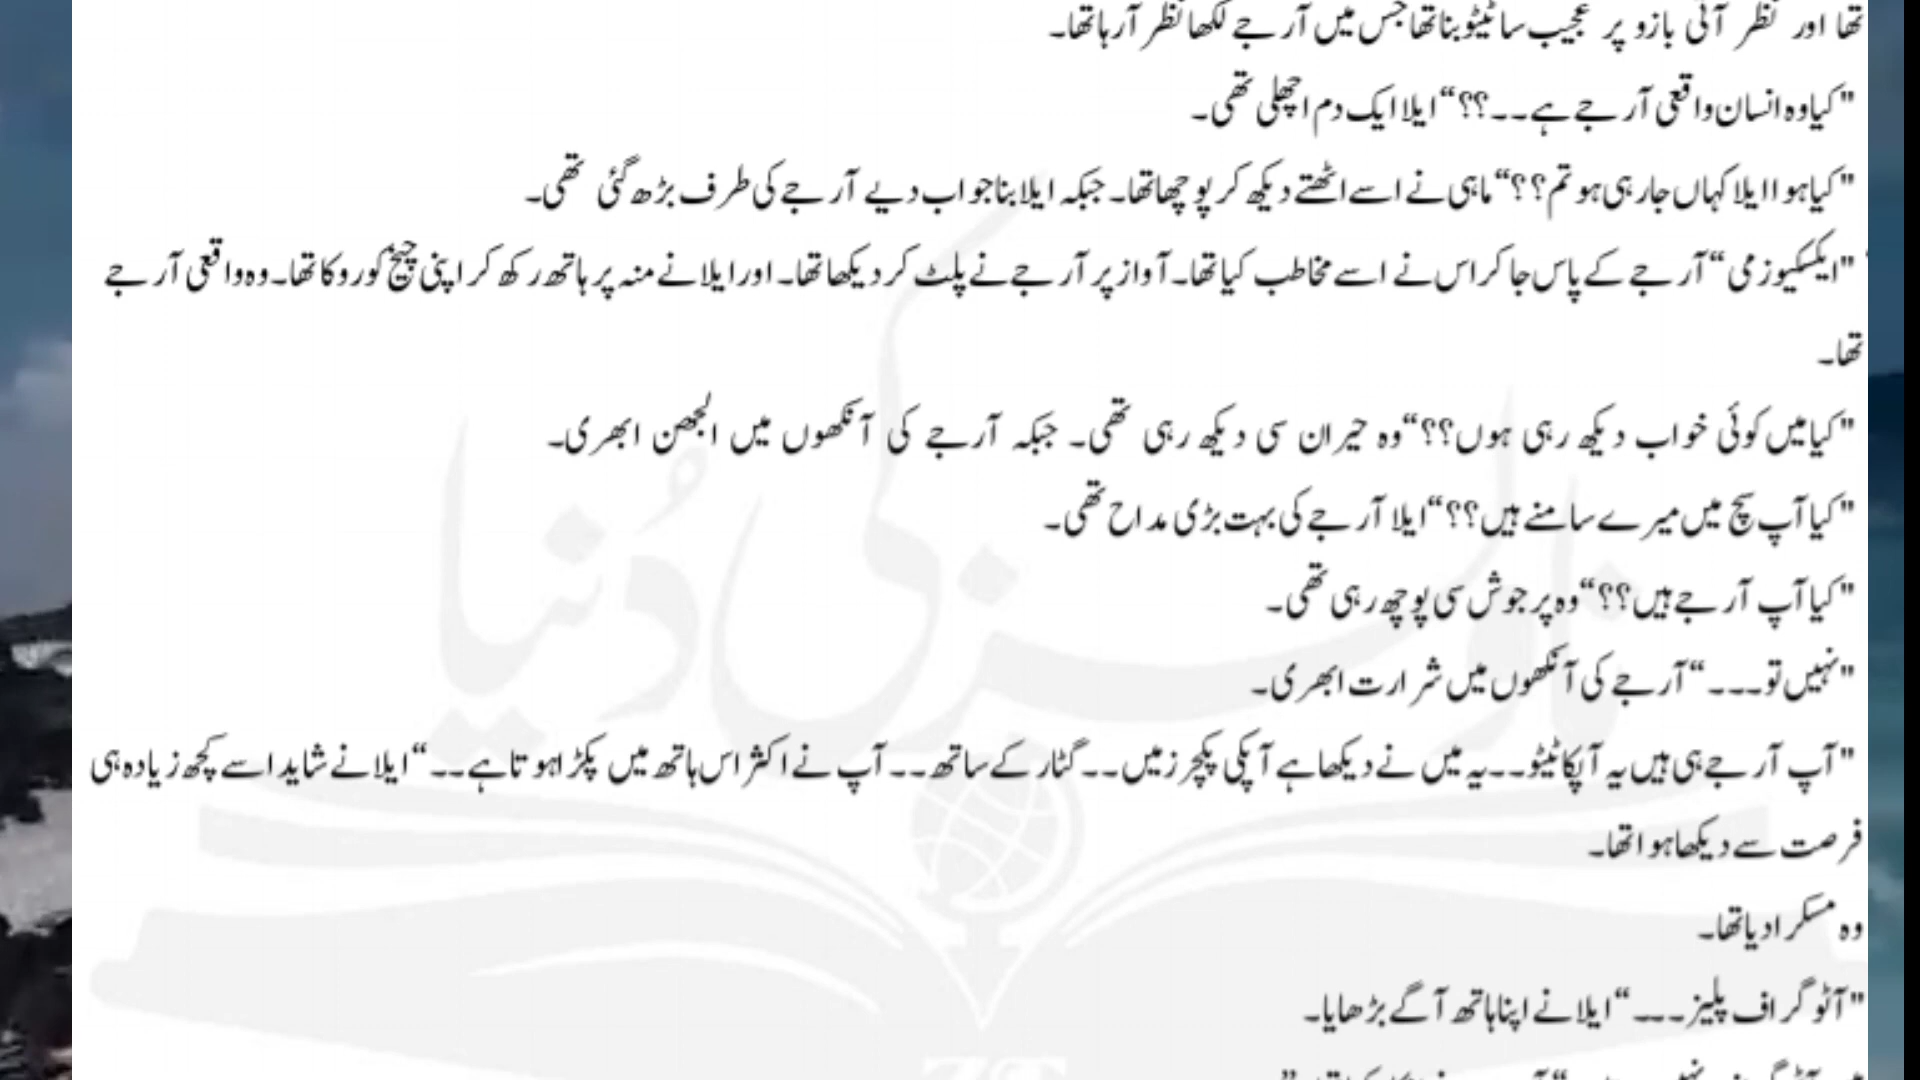 تھا اور نظر آتی بازو پر عجیب سا ٹیٹو بنا تھا جس میں آر جے لکھا نظر آرہا تھا۔
"کیا وہ انسان واقعی آر جے ہے۔۔؟؟“ ایلا ایک دم اچھلی تھی۔
"کیا ہوا ایلا کہاں جارہی ہو تم؟؟“ ماہی نے اسے اٹھتے دیکھ کر پوچھا تھا۔ جبکہ ایلا بنا جواب دیے آر جے کی طرف بڑھ گئی تھی۔
"ایکسکیوزمی“ آر جے کے پاس جا کر اس نے اسے مخاطب کیا تھا۔ آواز پر آر جے نے پلٹ کر دیکھا تھا۔ اور ایلا نے منہ پر ہاتھ رکھ کر اپنی چیخ کو روکا تھا۔ وہ واقعی آر جے
تھا۔
"کیا میں کوئی خواب دیکھ رہی ہوں؟؟“ وہ حیران سی دیکھ رہی تھی۔ جبکہ آر جے کی آنکھوں میں الجھن ابھری۔
"کیا آپ سچ میں میرے سامنے ہیں؟؟“ ایلا آر جے کی بہت بڑی مداح تھی۔
"کیا آپ آر جے ہیں؟؟“ وہ پرجوش سی پوچھ رہی تھی۔
"نہیں تو۔۔۔“ آر جے کی آنکھوں میں شرارت ابھری۔
"آپ آر جے ہی ہیں یہ آپکا ٹیٹو۔۔ یہ میں نے دیکھا ہے آپکی پکچرز میں۔۔ گٹار کے ساتھ۔۔ آپ نے اکثر اس ہاتھ میں پکڑا ہوتا ہے۔۔“ ایلا نے شاید اسے کچھ زیادہ ہی
فرصت سے دیکھا ہوا تھا۔
وہ مسکرا دیا تھا۔
"آٹو گراف پلیز۔۔۔“ ایلا نے اپنا ہاتھ آگے بڑھایا۔
ناولز کی دُنیا